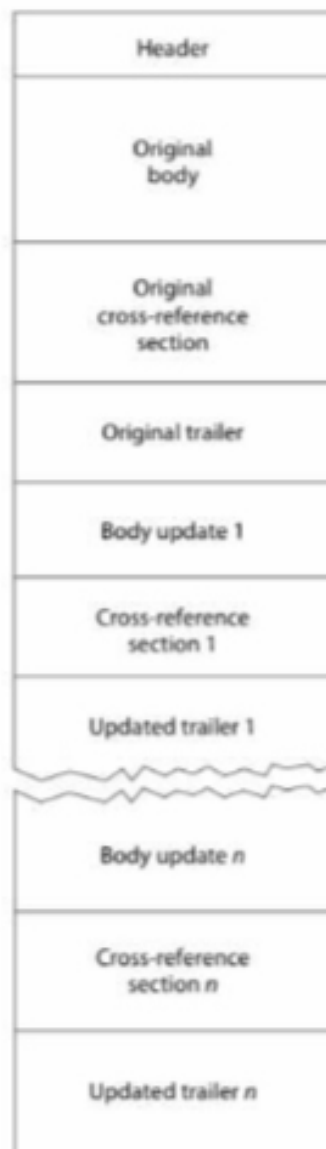 Header
Original
body
Original
cross-reference
section
Original trailer
Body update 1
Cross-reference
section 1
Updated trailer 1
Body update n
Cross-reference
section n
Updated trailer n